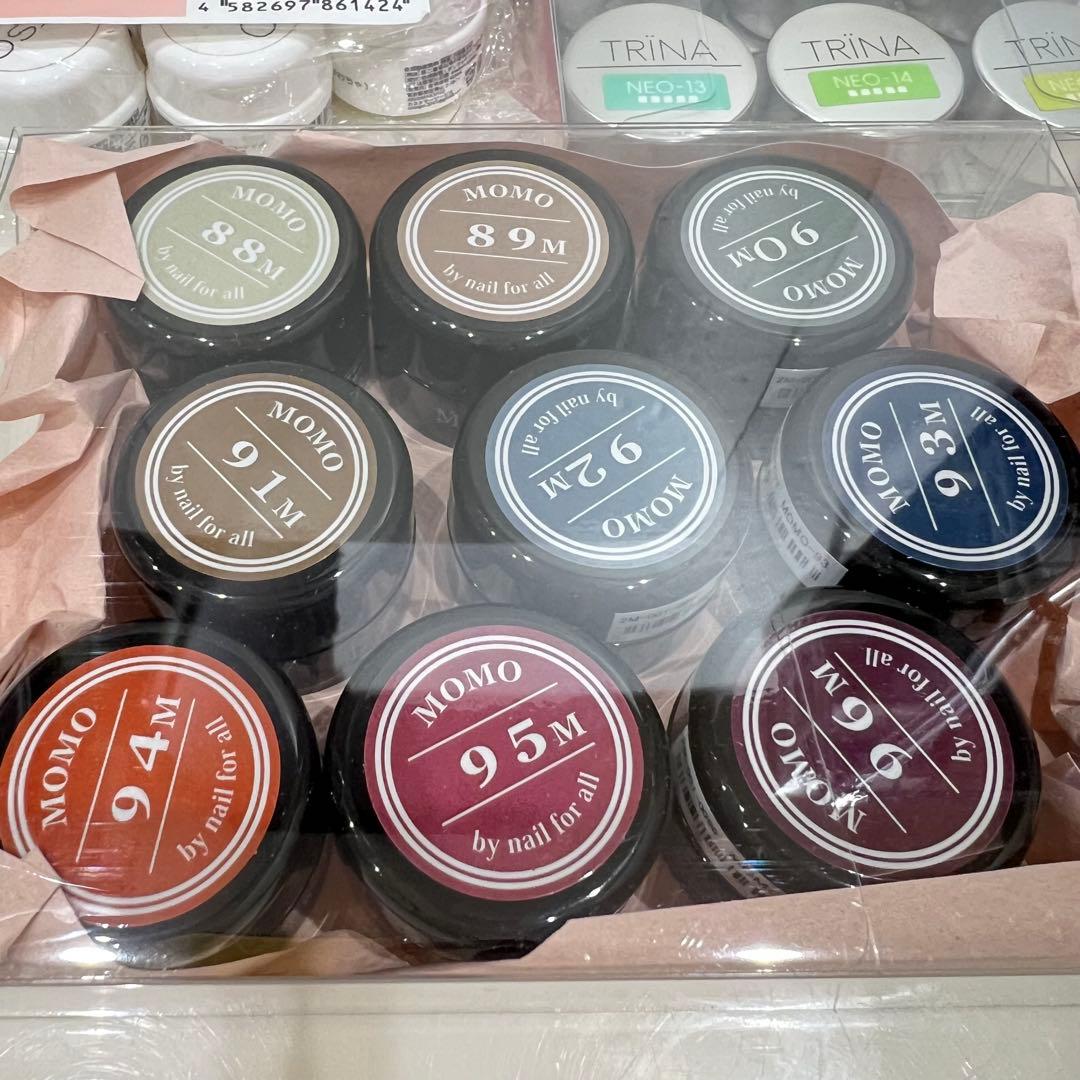 4 582697 861424
TRÏNA
NEO-13
TRÏNA
NEO-14
MOMO
88M
by nail for all
MOMO
89M
by nail for all
MOMO
90M
by nail for all
MOMO
91M
by nail for all
MOMO
92M
by nail for all
MOMO
93M
by nail for all
MOMO
94M
by nail for all
MOMO
95M
by nail for all
MOMO
96M
by nail for all